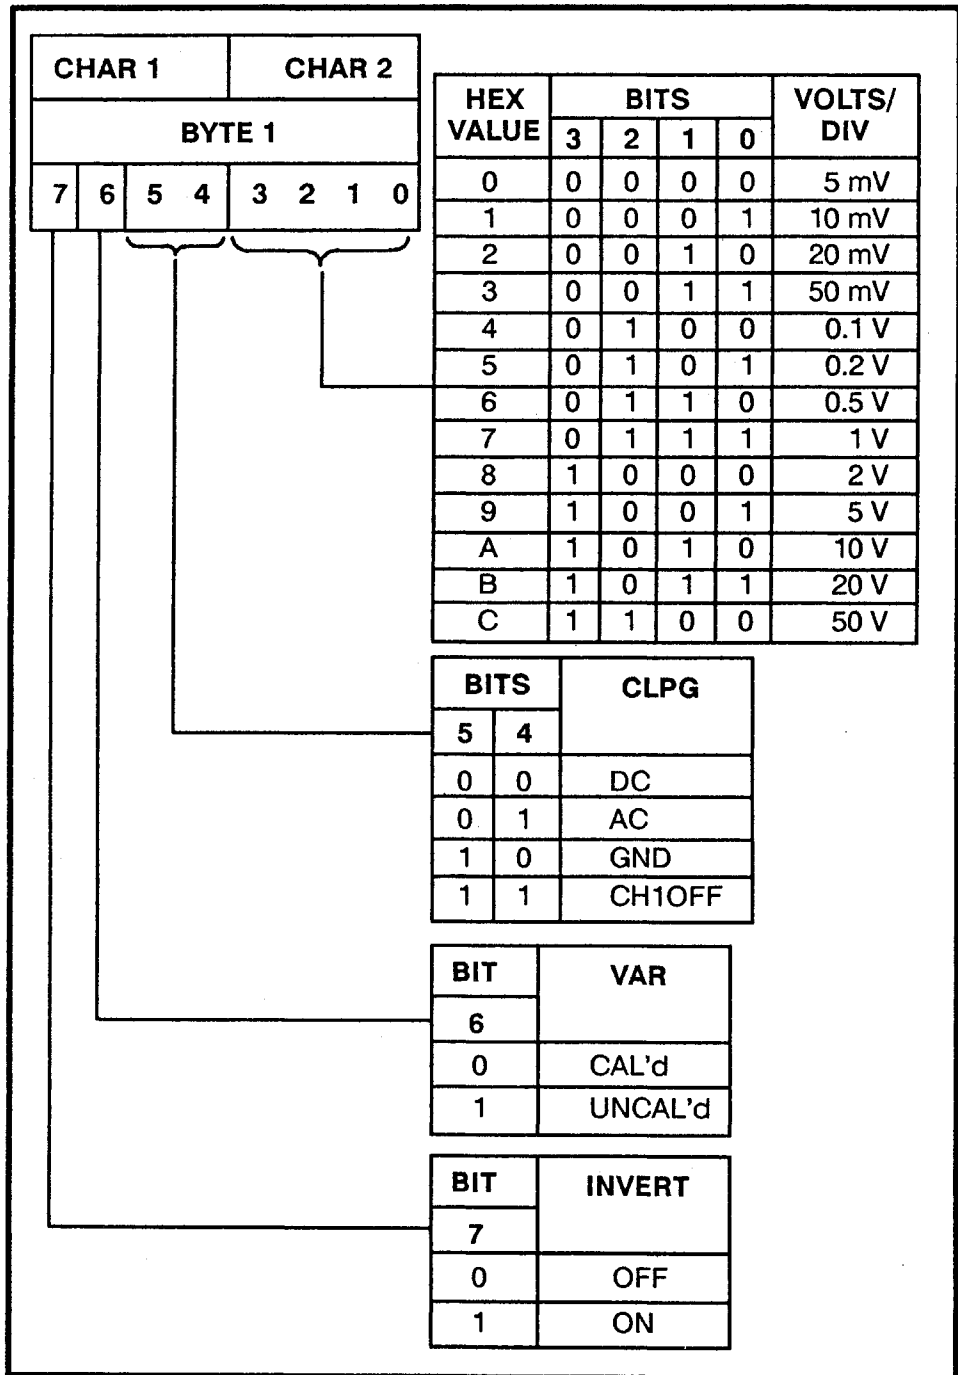 CHAR 1 CHAR 2
BYTE 1
7 6 5 4 3 2 1 0
HEX VALUE BITS VOLTS/ DIV
3 2 1 0
0 0 0 0 0 5 mV
1 0 0 0 1 10 mV
2 0 0 1 0 20 mV
3 0 0 1 1 50 mV
4 0 1 0 0 0.1 V
5 0 1 0 1 0.2 V
6 0 1 1 0 0.5 V
7 0 1 1 1 1 V
8 1 0 0 0 2 V
9 1 0 0 1 5 V
A 1 0 1 0 10 V
B 1 0 1 1 20 V
C 1 1 0 0 50 V
BITS CLPG
5 4
0 0 DC
0 1 AC
1 0 GND
1 1 CH1OFF
BIT VAR
6
0 CAL'd
1 UNCAL'd
BIT INVERT
7
0 OFF
1 ON